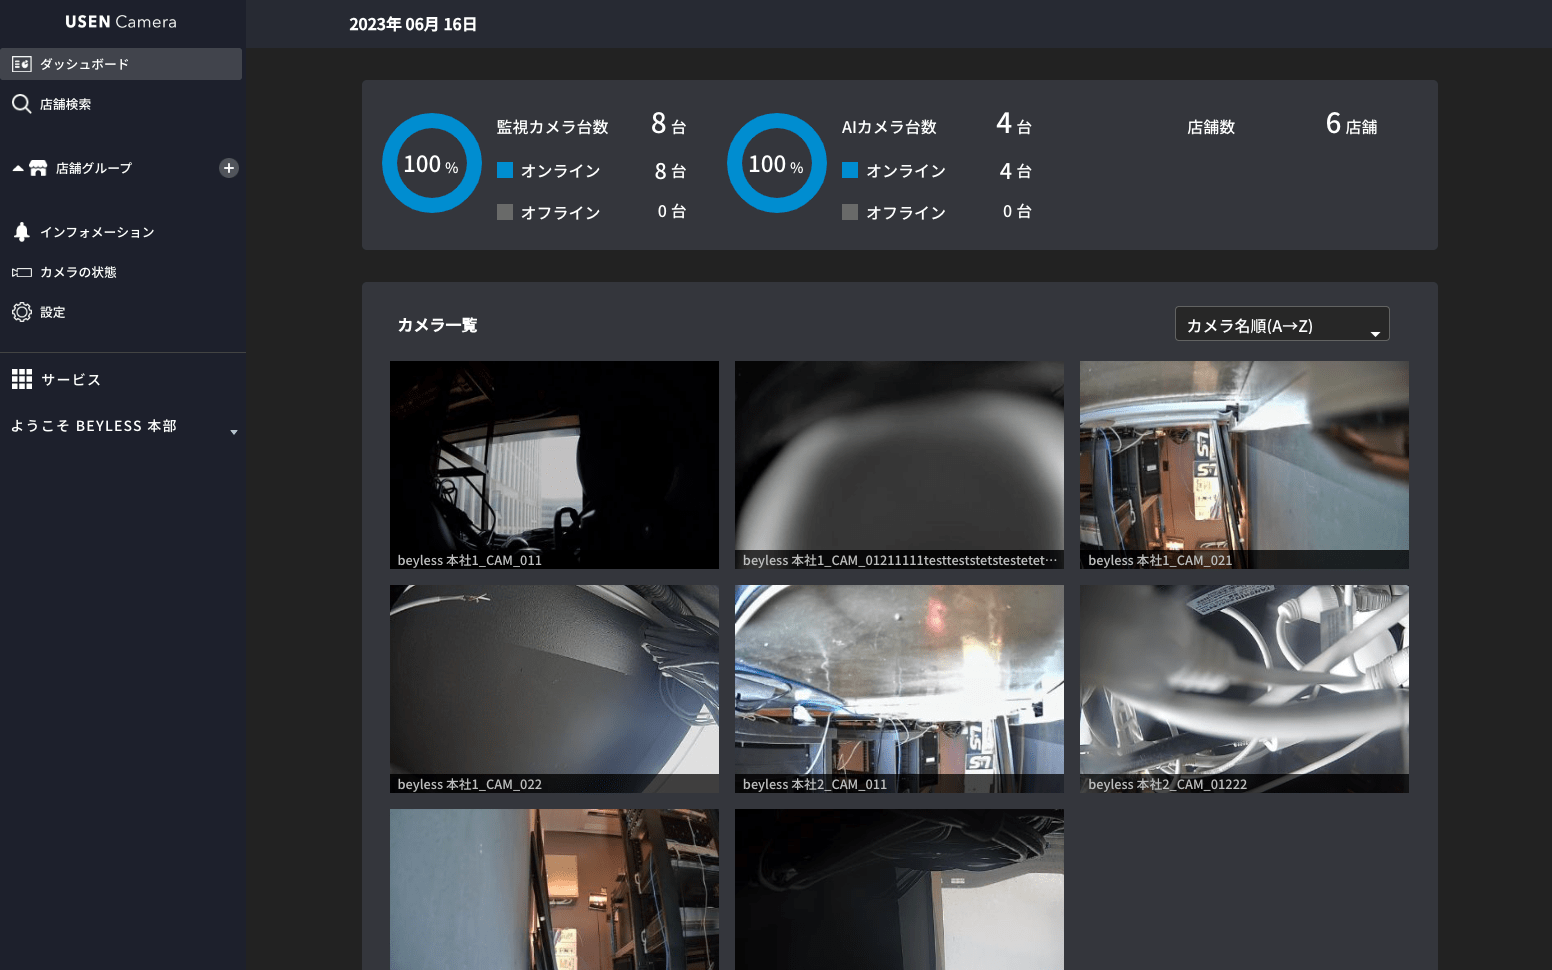 USEN Camera
2023年 06月 16日
ダッシュボード
店舗検索
店舗グループ
インフォメーション
カメラの状態
設定
サービス
ようこそ BEYLESS 本部
100 %
監視カメラ台数 8 台
オンライン 8 台
オフライン 0 台
100 %
AIカメラ台数 4 台
オンライン 4 台
オフライン 0 台
店舗数 6 店舗
カメラ一覧
カメラ名順(A→Z)
beyless 本社1_CAM_011
beyless 本社1_CAM_01211111testteststetstestetet…
beyless 本社1_CAM_021
beyless 本社1_CAM_022
beyless 本社2_CAM_011
beyless 本社2_CAM_01222